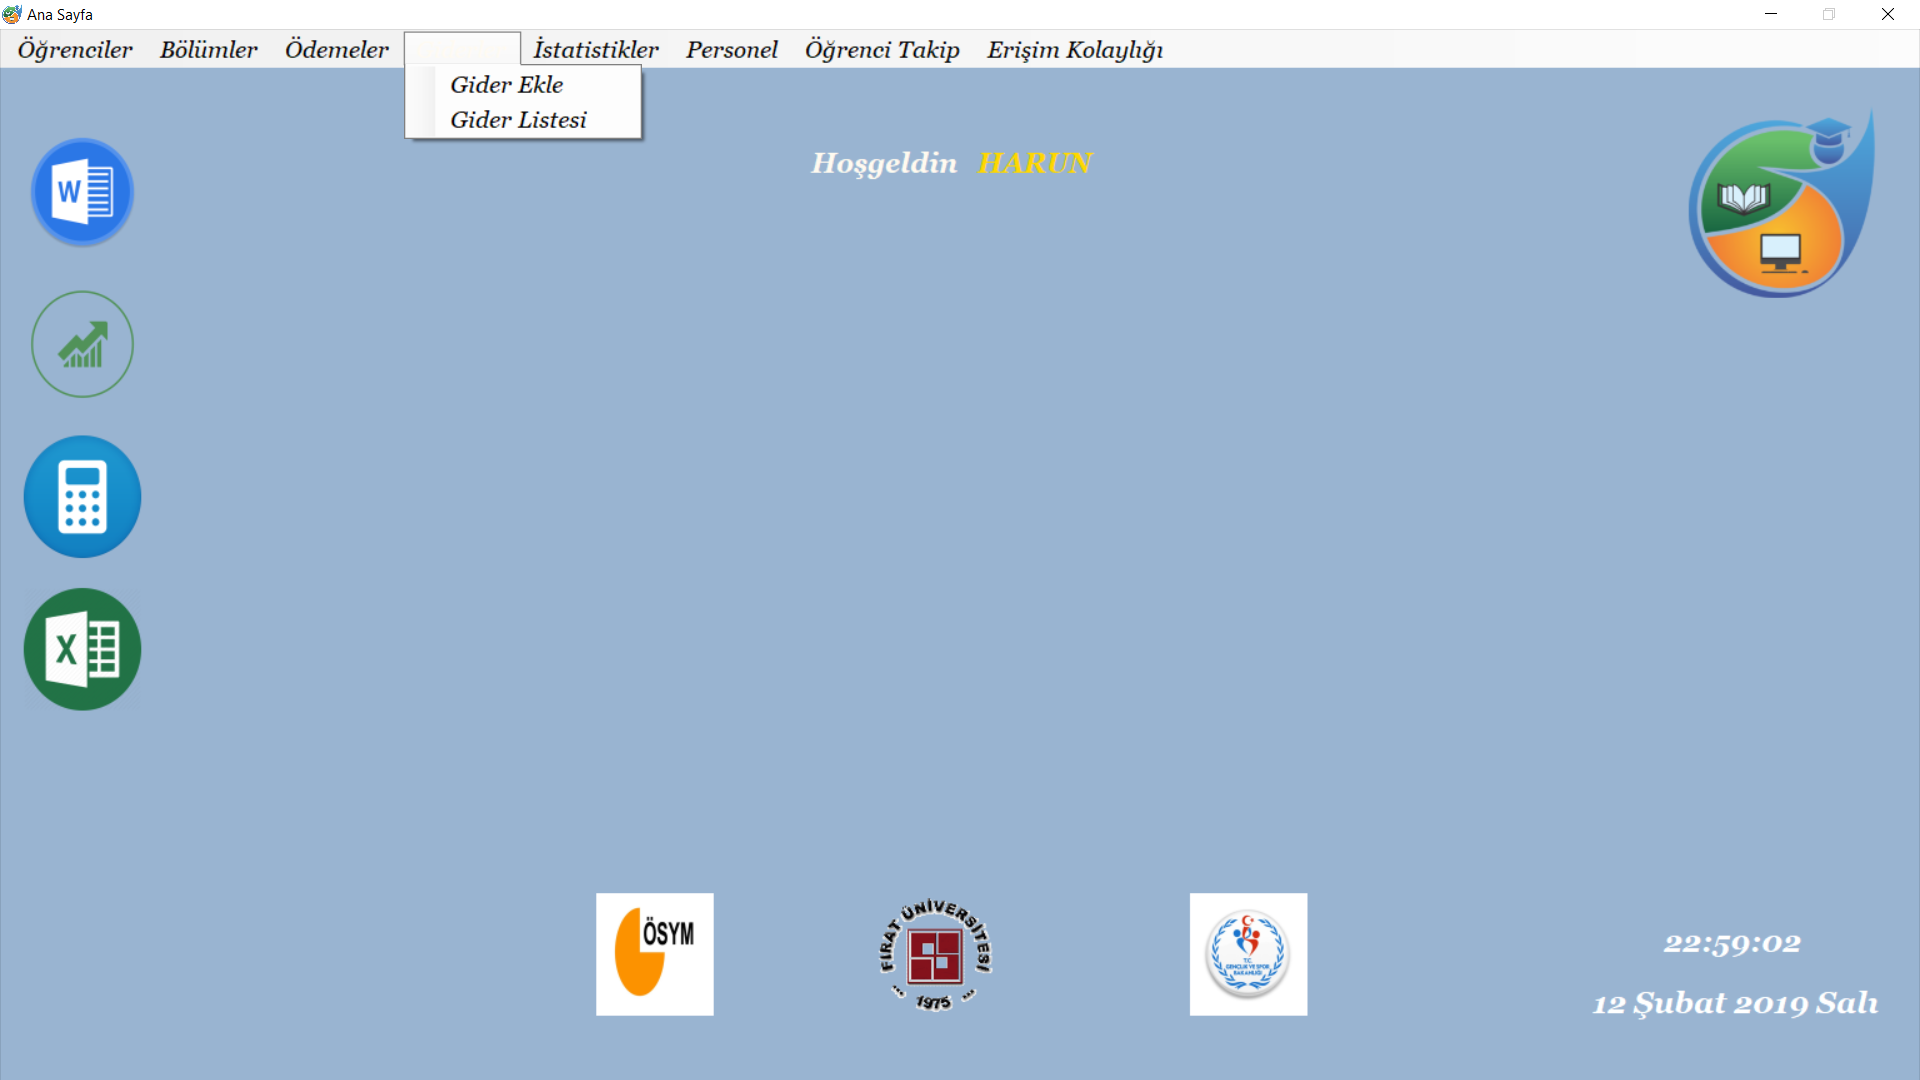 Ana Sayfa
Öğrenciler Bölümler Ödemeler İstatistikler Personel Öğrenci Takip Erişim Kolaylığı
Gider Ekle
Gider Listesi
Hoşgeldin HARUN
W
X
ÖSYM
FIRAT ÜNİVERSİTESİ
1975
T.C.
GENÇLİK VE SPOR
BAKANLIĞI
22:59:02
12 Şubat 2019 Salı